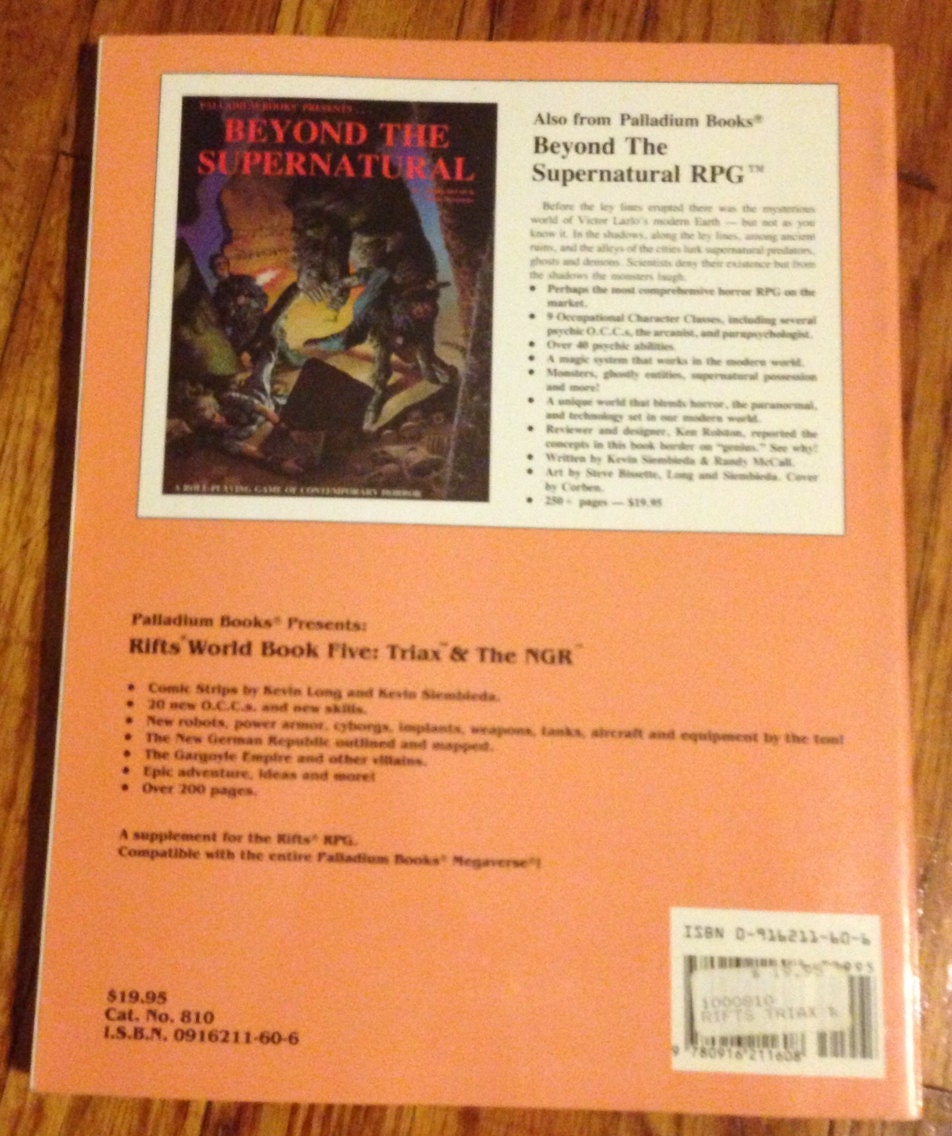 PALLADIUM BOOKS PRESENTS
BEYOND THE
SUPERNATURAL
A ROLE-PLAYING GAME OF CONTEMPORARY HORROR
Also from Palladium Books®
Beyond The
Supernatural RPG™
Before the ley lines erupted there was the mysterious
world of Victor Lazlo's modern Earth — but not as you
know it. In the shadows, along the ley lines, among ancient
ruins, and the alleys of the cities lurk supernatural predators,
ghosts and demons. Scientists deny their existence but from
the shadows the monsters laugh.
• Perhaps the most comprehensive horror RPG on the
market.
• 9 Occupational Character Classes, including several
psychic O.C.C.s, the arcanist, and parapsychologist.
• Over 40 psychic abilities.
• A magic system that works in the modern world.
• Monsters, ghostly entities, supernatural possession
and more!
• A unique world that blends horror, the paranormal,
and technology set in our modern world.
• Reviewer and designer, Ken Rolston, reported the
concepts in this book border on "genius." See why!
• Written by Kevin Siembieda & Randy McCall.
• Art by Steve Bissette, Long and Siembieda. Cover
by Corben.
• 250+ pages — $19.95
Palladium Books® Presents:
Rifts® World Book Five: Triax™ & The NGR™
• Comic Strips by Kevin Long and Kevin Siembieda.
• 20 new O.C.C.s. and new skills.
• New robots, power armor, cyborgs, implants, weapons, tanks, aircraft and equipment by the ton!
• The New German Republic outlined and mapped.
• The Gargoyle Empire and other villains.
• Epic adventure, ideas and more!
• Over 200 pages.
A supplement for the Rifts® RPG.
Compatible with the entire Palladium Books® Megaverse®!
$19.95
Cat. No. 810
I.S.B.N. 0916211-60-6
ISBN 0-916211-60-6
$ 19.95
1000810
RIFTS TRIAX &
9 780916 211608